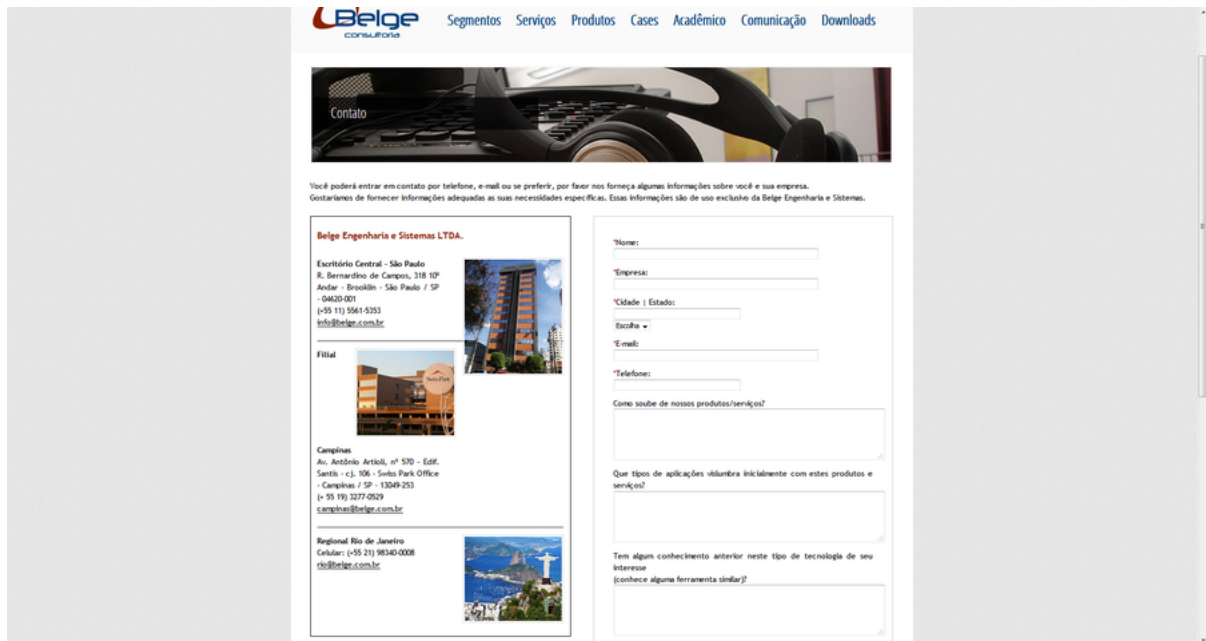 Belge
consultoria
Segmentos Serviços Produtos Cases Acadêmico Comunicação Downloads
Contato
Você poderá entrar em contato por telefone, e-mail ou se preferir, por favor nos forneça algumas informações sobre você e sua empresa.
Gostaríamos de fornecer informações adequadas as suas necessidades específicas. Essas informações são de uso exclusivo da Belge Engenharia e Sistemas.
Belge Engenharia e Sistemas LTDA.
Escritório Central - São Paulo
R. Bernardino de Campos, 318 10º
Andar - Brooklin - São Paulo / SP
- 04620-001
(+55 11) 5561-5353
info@belge.com.br
Filial
Swiss Park
Campinas
Av. Antônio Artioli, nº 570 - Edif.
Santis - cj. 106 - Swiss Park Office
- Campinas / SP - 13049-253
(+ 55 19) 3277-0529
campinas@belge.com.br
Regional Rio de Janeiro
Celular: (+55 21) 98340-0008
rio@belge.com.br
*Nome:
*Empresa:
*Cidade | Estado:
Escolha
*E-mail:
*Telefone:
Como soube de nossos produtos/serviços?
Que tipos de aplicações vislumbra inicialmente com estes produtos e
serviços?
Tem algum conhecimento anterior neste tipo de tecnologia de seu
interesse
(conhece alguma ferramenta similar)?